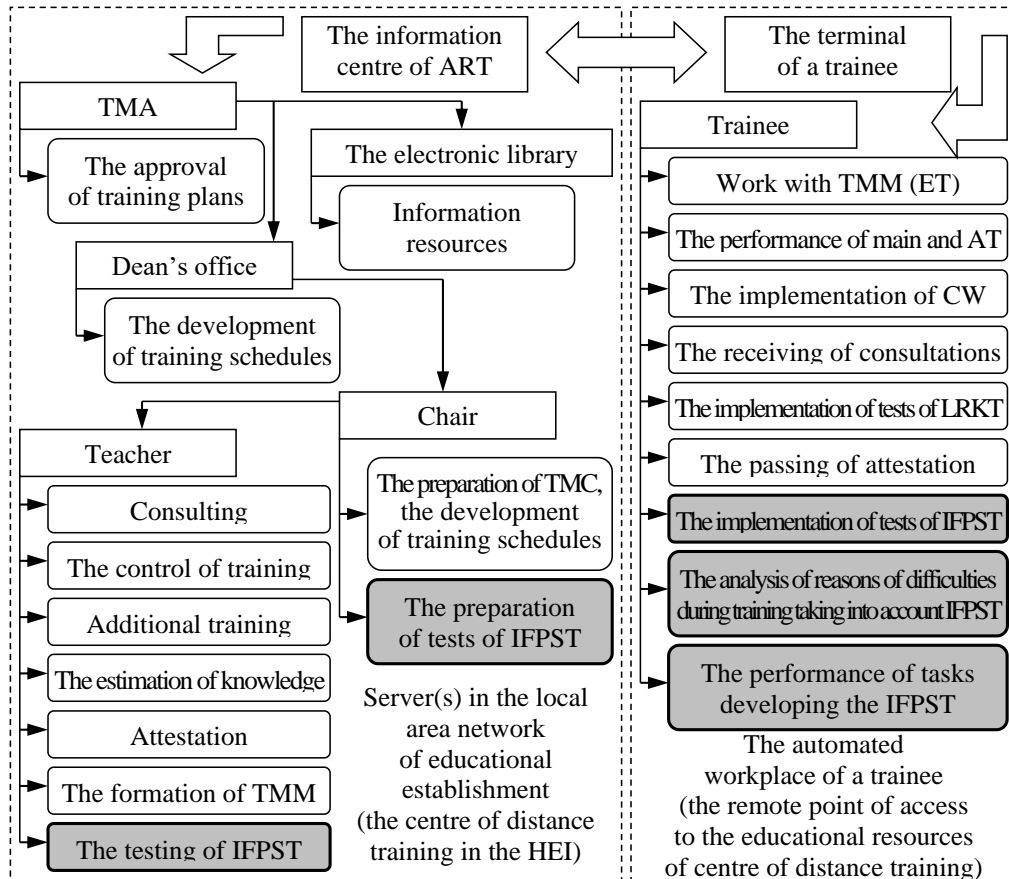 The information
centre of ART
TMA
The approval
of training plans
The electronic library
Information
resources
Dean’s office
The development
of training schedules
Chair
Teacher
The preparation of TMC,
the development
of training schedules
The preparation
of tests of IFPST
Consulting
The control of training
Additional training
The estimation of knowledge
Attestation
The formation of TMM
The testing of IFPST
Server(s) in the local
area network
of educational
establishment
(the centre of distance
training in the HEI)
The terminal
of a trainee
Trainee
Work with TMM (ET)
The performance of main and AT
The implementation of CW
The receiving of consultations
The implementation of tests of LRKT
The passing of attestation
The implementation of tests of IFPST
The analysis of reasons of difficulties
during training taking into account IFPST
The performance of tasks
developing the IFPST
The automated
workplace of a trainee
(the remote point of access
to the educational resources
of centre of distance training)